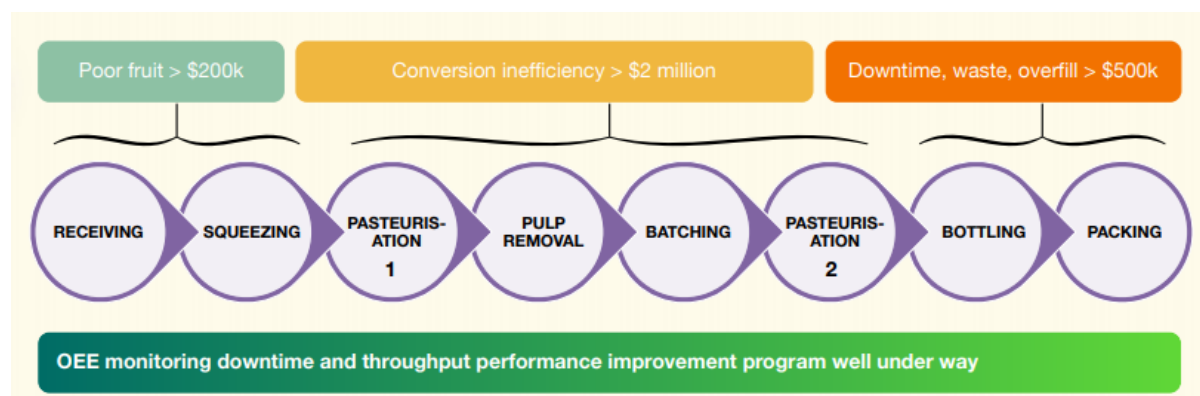 Poor fruit > $200k
Conversion inefficiency > $2 million
Downtime, waste, overfill > $500k
RECEIVING
SQUEEZING
PASTEURIS-
ATION
1
PULP
REMOVAL
BATCHING
PASTEURIS-
ATION
2
BOTTLING
PACKING
OEE monitoring downtime and throughput performance improvement program well under way